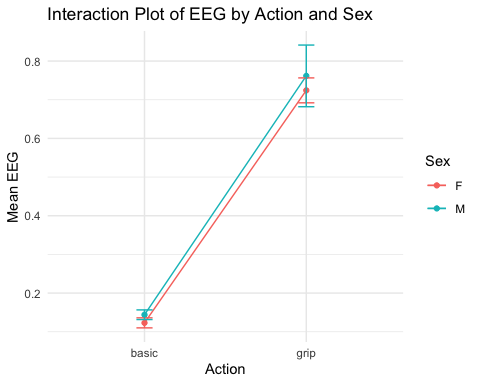 Interaction Plot of EEG by Action and Sex
0.8
0.6
0.4
0.2
Mean EEG
basic
grip
Action
Sex
F
M